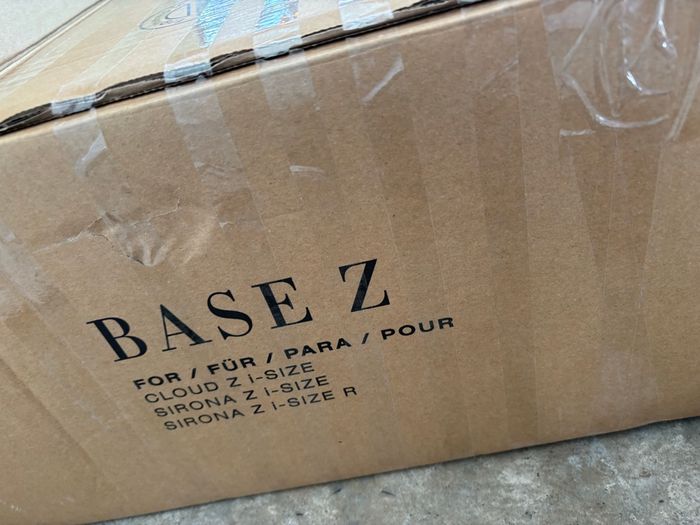 BASE Z
FOR / FÜR / PARA / POUR
CLOUD Z i-SIZE
SIRONA Z i-SIZE
SIRONA Z i-SIZE R